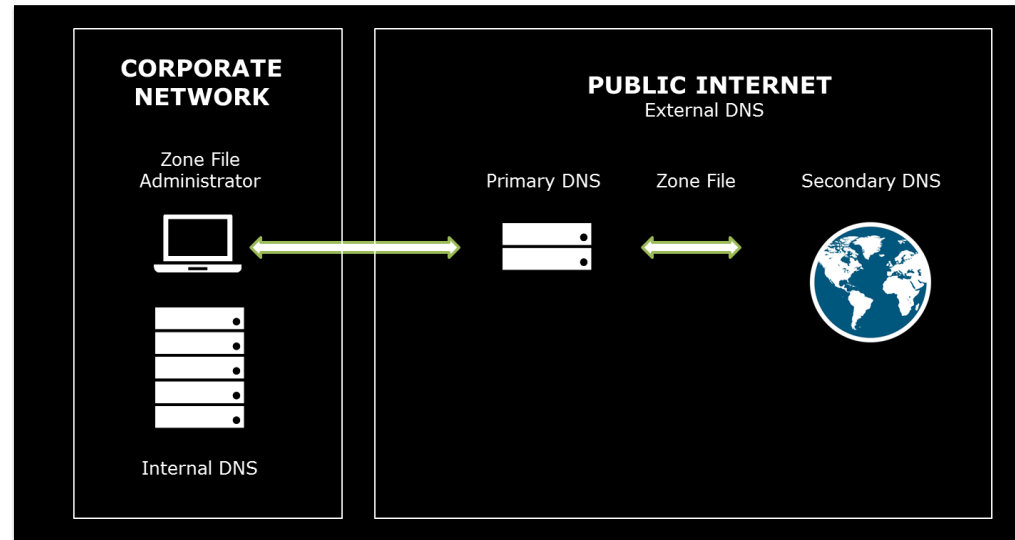 CORPORATE
NETWORK
Zone File
Administrator
Internal DNS
PUBLIC INTERNET
External DNS
Primary DNS
Zone File
Secondary DNS